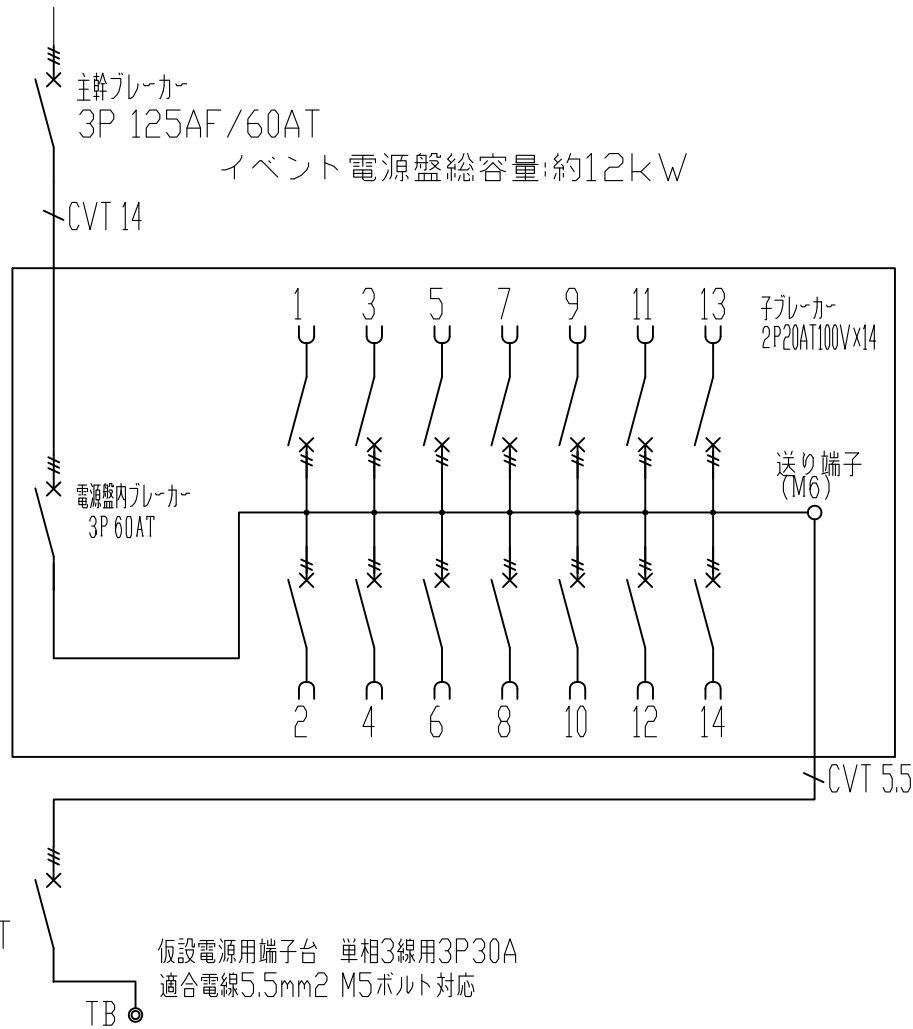 主幹ブレーカー
3P 125AF/60AT
イベント電源盤総容量:約12kW
CVT 14
1 3 5 7 9 11 13
子ブレーカー
2P20AT100V×14
送り端子
(M6)
電源盤内ブレーカー
3P 60AT
2 4 6 8 10 12 14
CVT 5.5
T
仮設電源用端子台 単相3線用3P30A
適合電線5.5mm2 M5ボルト対応
TB